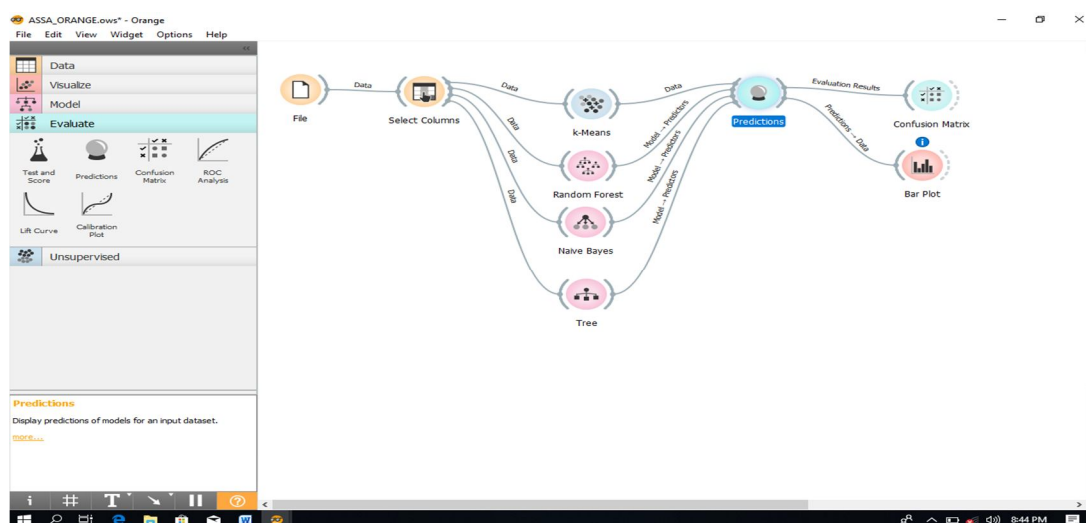 ASSA_ORANGE.ows* - Orange
File Edit View Widget Options Help
Data
Visualize
Model
Evaluate
Test and Score
Predictions
Confusion Matrix
ROC Analysis
Lift Curve
Calibration Plot
Unsupervised
Predictions
Display predictions of models for an input dataset.
more...
File
Data
Select Columns
Data
Data
Data
Data
k-Means
Random Forest
Naive Bayes
Tree
Data
Model → Predictors
Model → Predictors
Model → Predictors
Predictions
Evaluation Results
Predictions → Data
Confusion Matrix
Bar Plot
8:44 PM